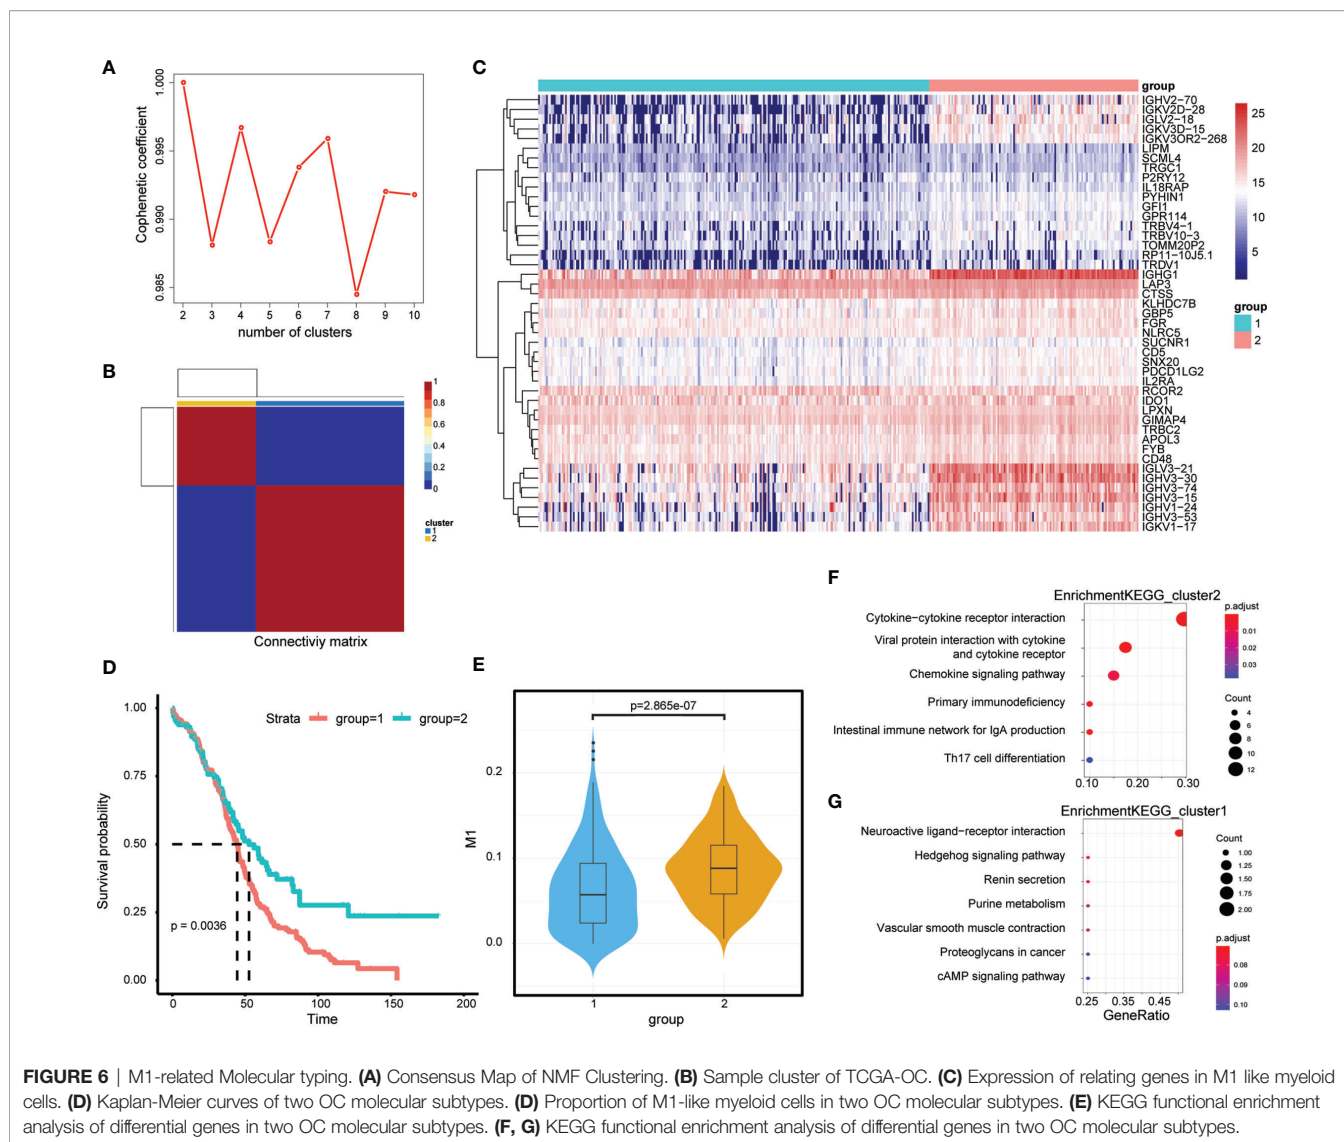 A
1.000
0.995
0.990
0.985
Cophenetic coefficient
2 3 4 5 6 7 8 9 10
number of clusters
B
1
0.8
0.6
0.4
0.2
0
cluster
1
2
Connectiviy matrix
C
group
IGHV2−70
IGKV2D−28
IGLV2−18
IGKV3D−15
IGKV3OR2−268
LIPM
SCML4
TRGC1
P2RY12
IL18RAP
PYHIN1
GFI1
GPR114
TRBV4−1
TRBV10−3
TOMM20P2
RP11−10J5.1
TRDV1
IGHG1
LAP3
CTSS
KLHDC7B
GBP5
FGR
NLRC5
SUCNR1
CD5
SNX20
PDCD1LG2
IL2RA
RCOR2
IDO1
LPXN
GIMAP4
TRBC2
APOL3
FYB
CD48
IGLV3−21
IGHV3−30
IGHV3−74
IGHV3−15
IGHV1−24
IGHV3−53
IGKV1−17
25
20
15
10
5
group
1
2
D
Strata group=1 group=2
1.00
0.75
0.50
0.25
0.00
Survival probability
p = 0.0036
0 50 100 150 200
Time
E
p=2.865e-07
0.2
0.1
0.0
M1
1 2
group
F
EnrichmentKEGG_cluster2
Cytokine−cytokine receptor interaction
Viral protein interaction with cytokine
and cytokine receptor
Chemokine signaling pathway
Primary immunodeficiency
Intestinal immune network for IgA production
Th17 cell differentiation
0.10 0.20 0.30
p.adjust
0.01
0.02
0.03
Count
4
6
8
10
12
G
EnrichmentKEGG_cluster1
Neuroactive ligand−receptor interaction
Hedgehog signaling pathway
Renin secretion
Purine metabolism
Vascular smooth muscle contraction
Proteoglycans in cancer
cAMP signaling pathway
0.25 0.35 0.45
GeneRatio
Count
1.00
1.25
1.50
1.75
2.00
p.adjust
0.08
0.09
0.10
FIGURE 6 | M1-related Molecular typing. (A) Consensus Map of NMF Clustering. (B) Sample cluster of TCGA-OC. (C) Expression of relating genes in M1 like myeloid
cells. (D) Kaplan-Meier curves of two OC molecular subtypes. (D) Proportion of M1-like myeloid cells in two OC molecular subtypes. (E) KEGG functional enrichment
analysis of differential genes in two OC molecular subtypes. (F, G) KEGG functional enrichment analysis of differential genes in two OC molecular subtypes.